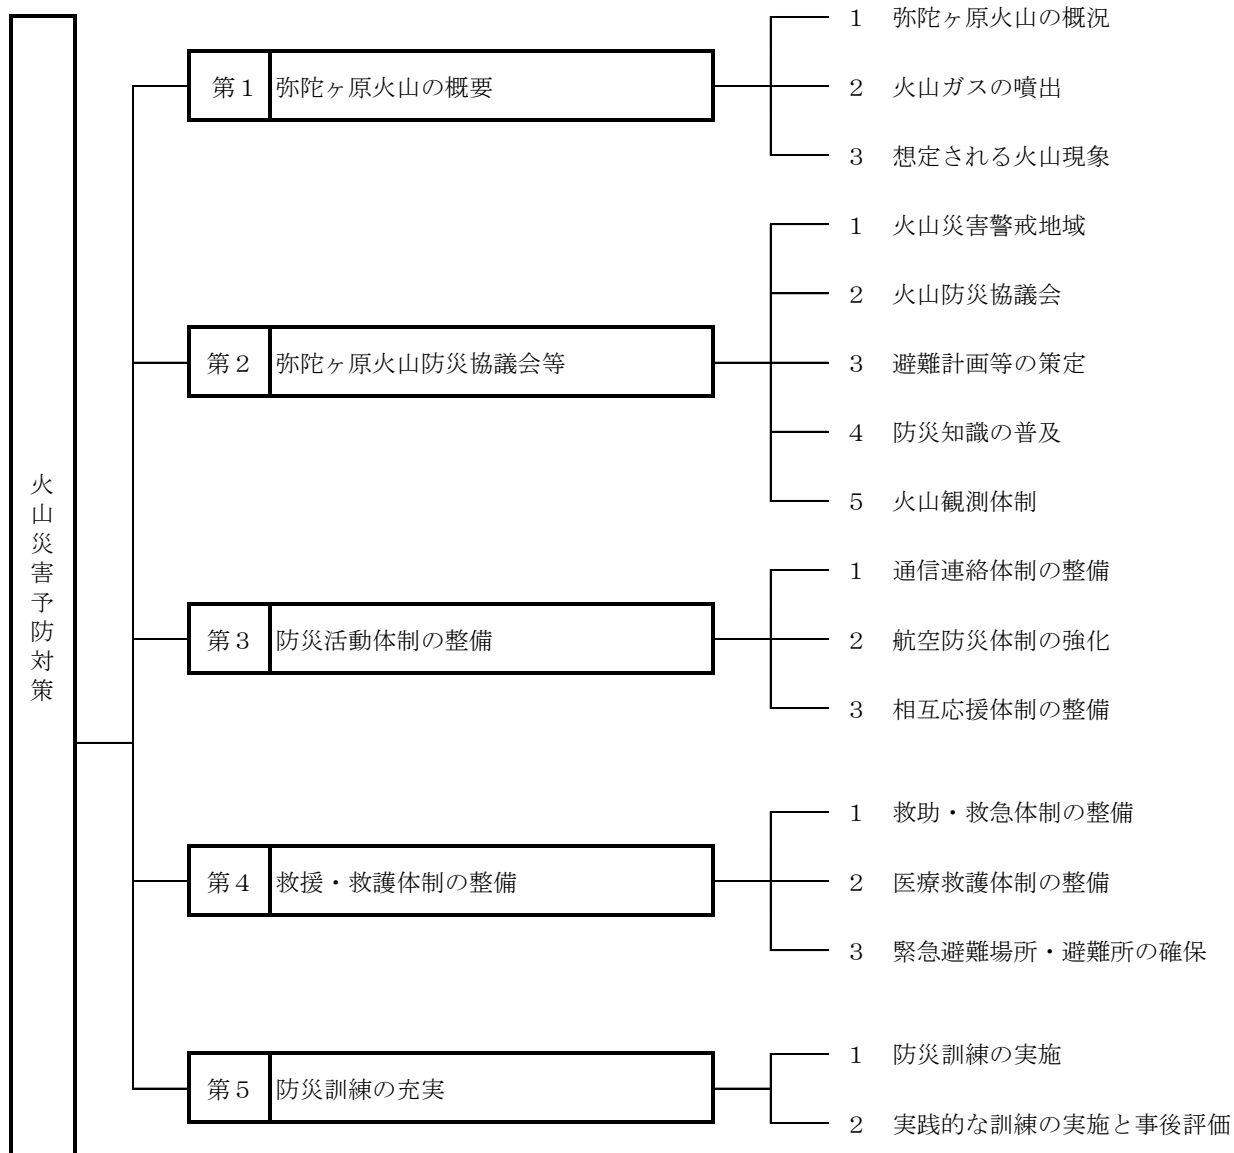 火山災害予防対策
第１ 弥陀ヶ原火山の概要
１ 弥陀ヶ原火山の概況
２ 火山ガスの噴出
３ 想定される火山現象
第２ 弥陀ヶ原火山防災協議会等
１ 火山災害警戒地域
２ 火山防災協議会
３ 避難計画等の策定
４ 防災知識の普及
５ 火山観測体制
第３ 防災活動体制の整備
１ 通信連絡体制の整備
２ 航空防災体制の強化
３ 相互応援体制の整備
第４ 救援・救護体制の整備
１ 救助・救急体制の整備
２ 医療救護体制の整備
３ 緊急避難場所・避難所の確保
第５ 防災訓練の充実
１ 防災訓練の実施
２ 実践的な訓練の実施と事後評価